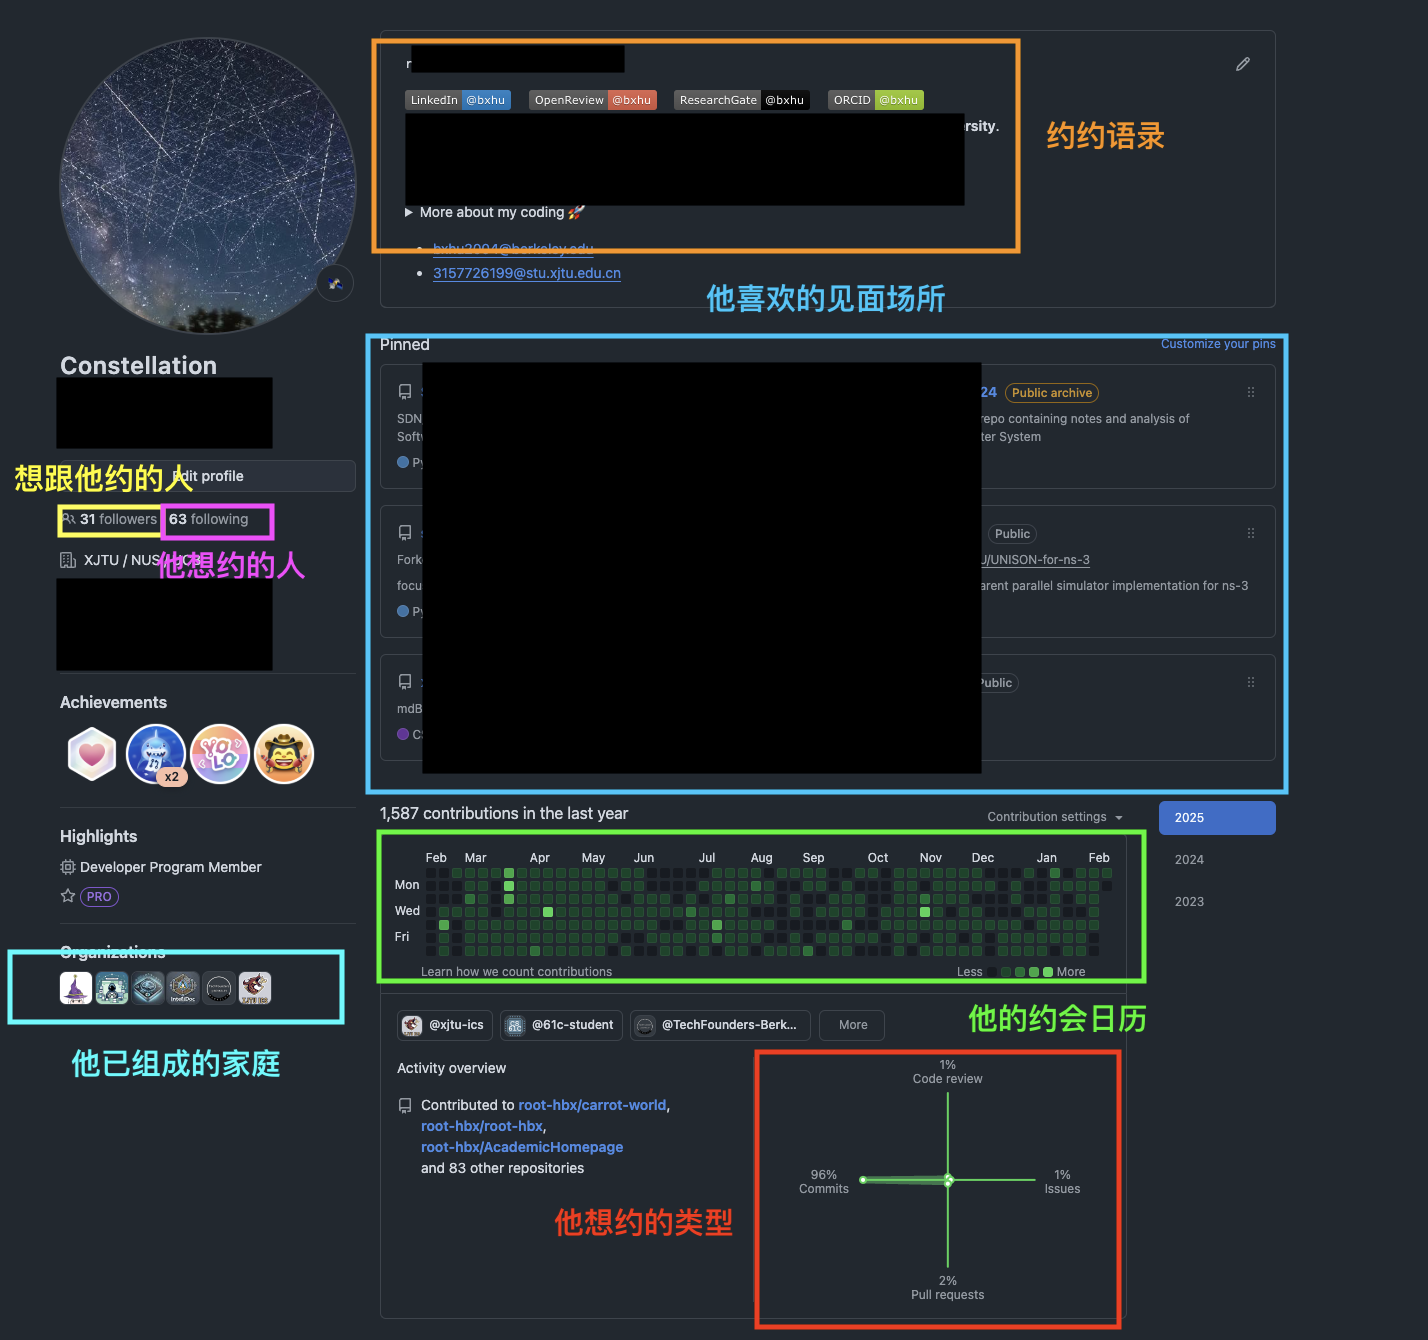 r
LinkedIn @bxhu OpenReview @bxhu ResearchGate @bxhu ORCID @bxhu
rsity.
约约语录
More about my coding 🚀
bxhu2004@berkeley.edu
3157726199@stu.xjtu.edu.cn
他喜欢的见面场所
Constellation
Edit profile
想跟他约的人
31 followers 63 following
XJTU / NUS / UCB
他想约的人
Achievements
x2
YOLO
Highlights
Developer Program Member
PRO
Organizations
IntelliDoc
XJTU ICS
他已组成的家庭
Pinned
Customize your pins
24 Public archive
SDN
repo containing notes and analysis of
Softw
ter System
Py
Public
Forke
U/UNISON-for-ns-3
focu
arent parallel simulator implementation for ns-3
Py
Public
mdB
CS
1,587 contributions in the last year
Contribution settings
2025
2024
2023
Feb Mar Apr May Jun Jul Aug Sep Oct Nov Dec Jan Feb
Mon
Wed
Fri
Learn how we count contributions
Less More
他的约会日历
@xjtu-ics @61c-student @TechFounders-Berk... More
Activity overview
Contributed to root-hbx/carrot-world,
root-hbx/root-hbx,
root-hbx/AcademicHomepage
and 83 other repositories
他想约的类型
1%
Code review
96%
Commits
1%
Issues
2%
Pull requests